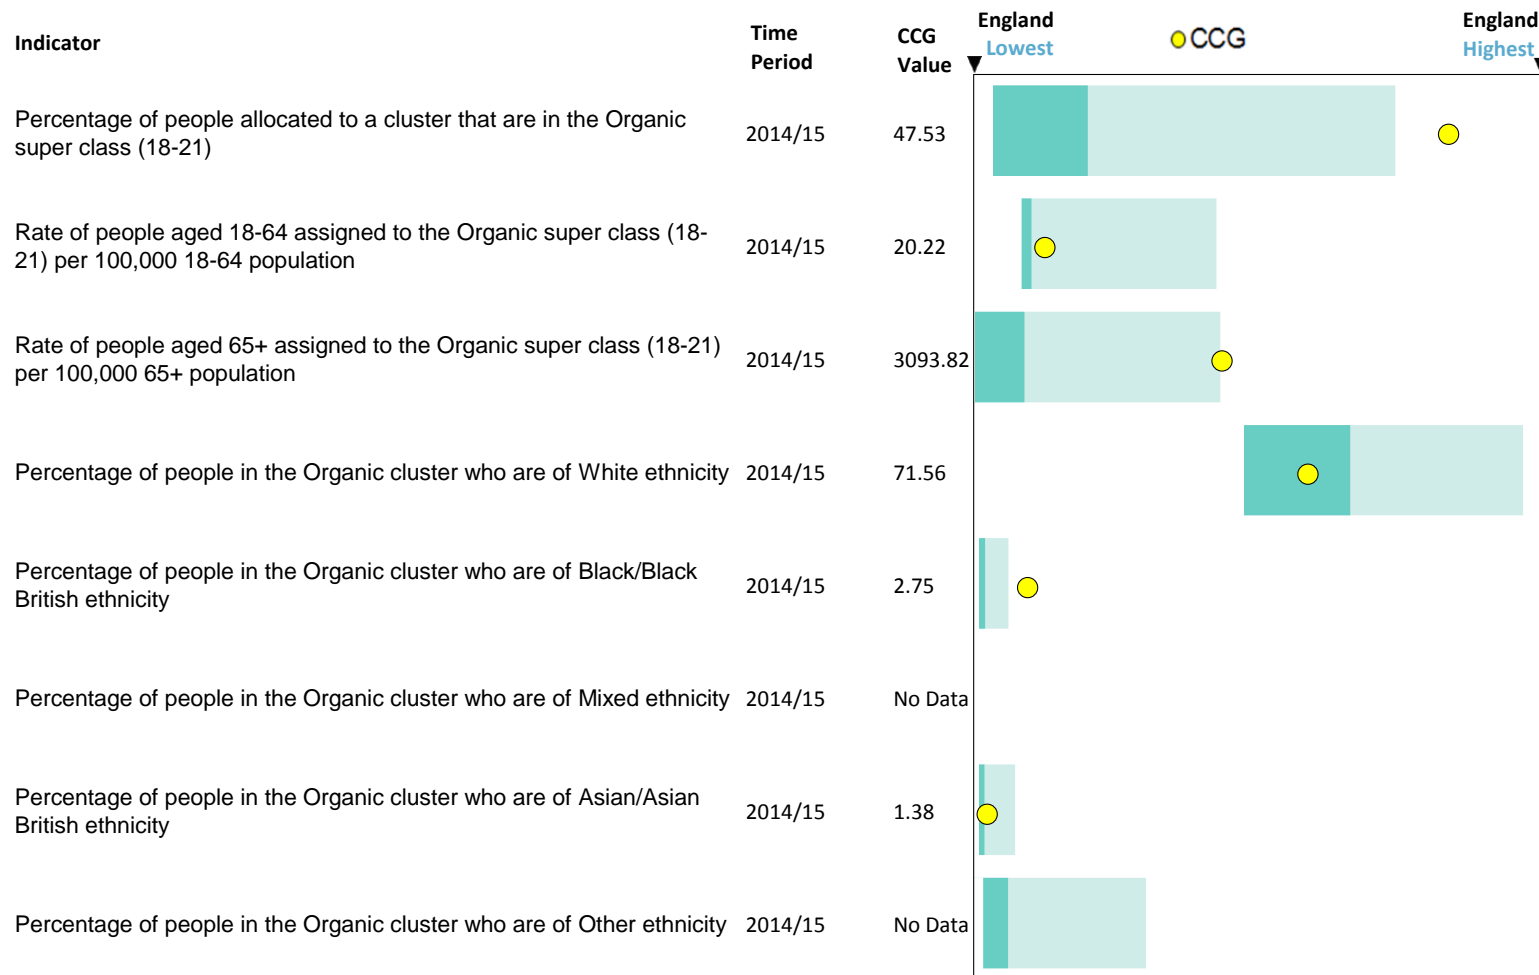 Indicator
Time
Period
CCG
Value
England
Lowest
CCG
England
Highest
Percentage of people allocated to a cluster that are in the Organic
super class (18-21)
2014/15
47.53
Rate of people aged 18-64 assigned to the Organic super class (18-
21) per 100,000 18-64 population
2014/15
20.22
Rate of people aged 65+ assigned to the Organic super class (18-21)
per 100,000 65+ population
2014/15
3093.82
Percentage of people in the Organic cluster who are of White ethnicity
2014/15
71.56
Percentage of people in the Organic cluster who are of Black/Black
British ethnicity
2014/15
2.75
Percentage of people in the Organic cluster who are of Mixed ethnicity
2014/15
No Data
Percentage of people in the Organic cluster who are of Asian/Asian
British ethnicity
2014/15
1.38
Percentage of people in the Organic cluster who are of Other ethnicity
2014/15
No Data